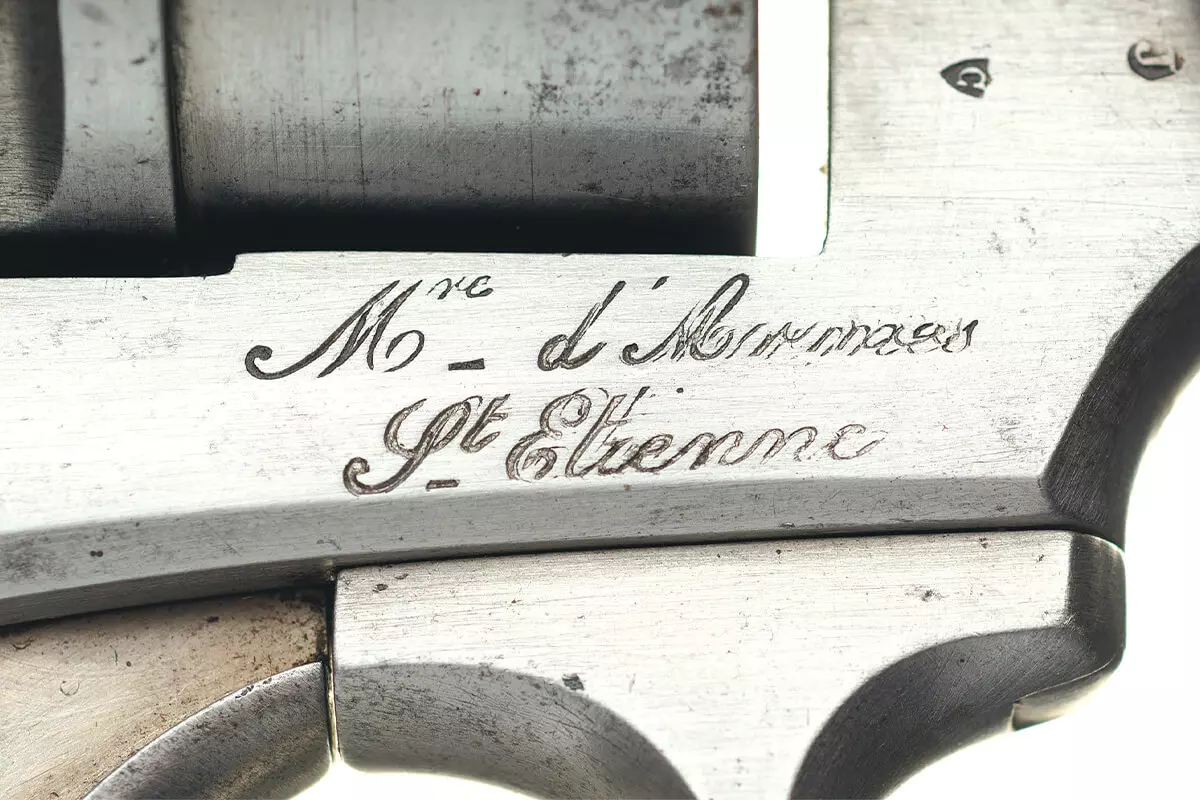 C
J
Mre d'Armes
St Etienne